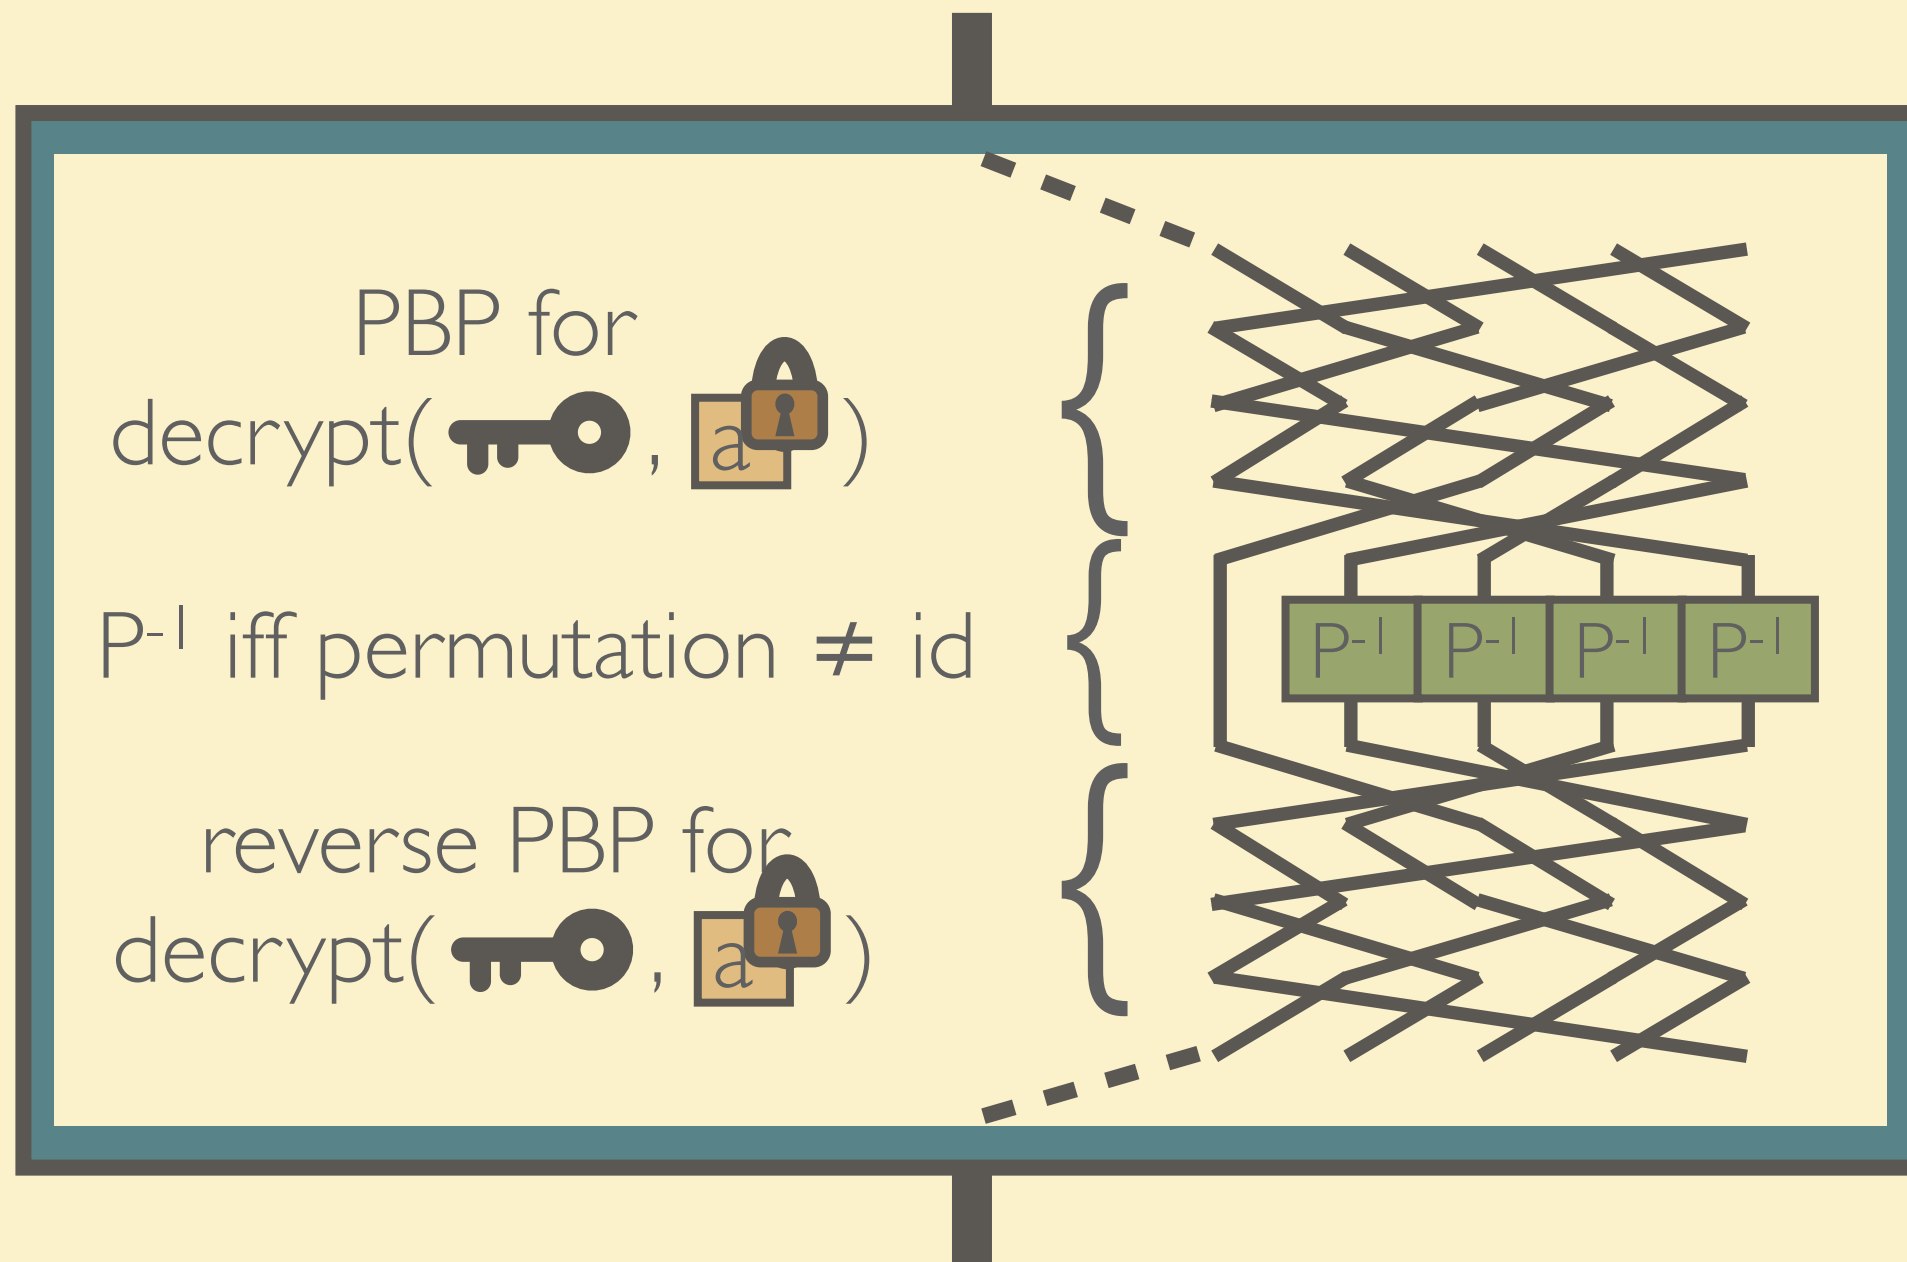 PBP for
decrypt( , a )
P-1 iff permutation ≠ id
P-1 P-1 P-1 P-1
reverse PBP for
decrypt( , a )